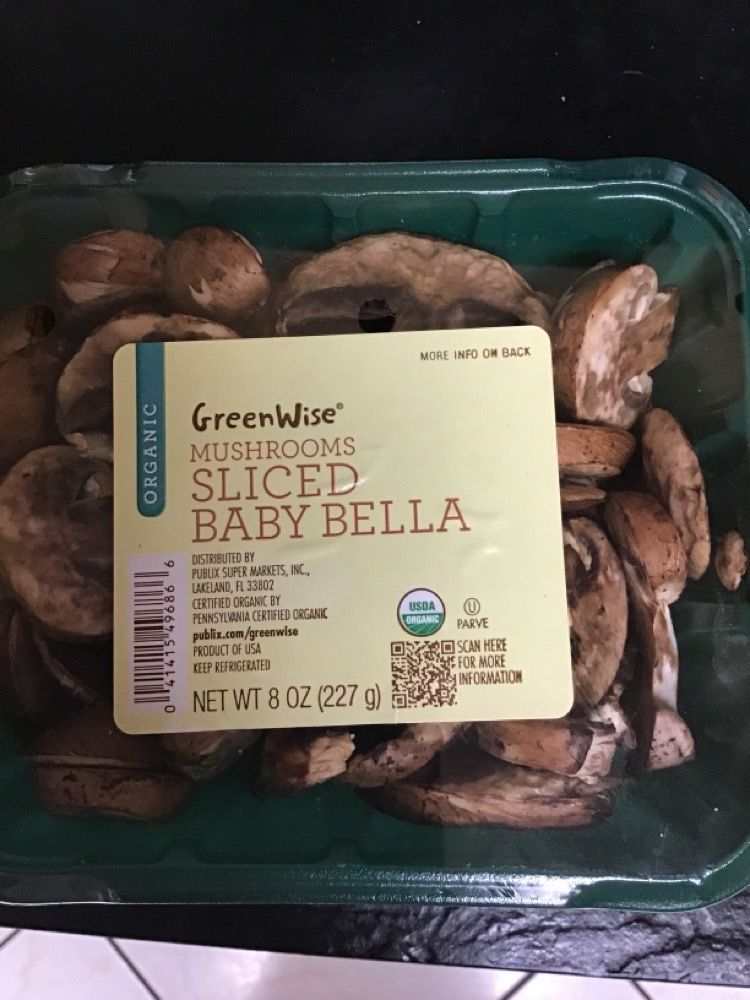 MORE INFO ON BACK
ORGANIC
GreenWise®
MUSHROOMS
SLICED
BABY BELLA
DISTRIBUTED BY
PUBLIX SUPER MARKETS, INC.,
LAKELAND, FL 33802
CERTIFIED ORGANIC BY
PENNSYLVANIA CERTIFIED ORGANIC
publix.com/greenwise
PRODUCT OF USA
KEEP REFRIGERATED
NET WT 8 OZ (227 g)
USDA
ORGANIC
U
PARVE
SCAN HERE
FOR MORE
INFORMATION
0 41415 49686 6